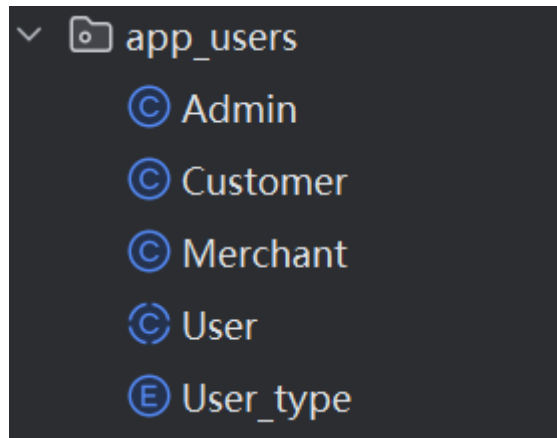 app_users
C Admin
C Customer
C Merchant
C User
E User_type